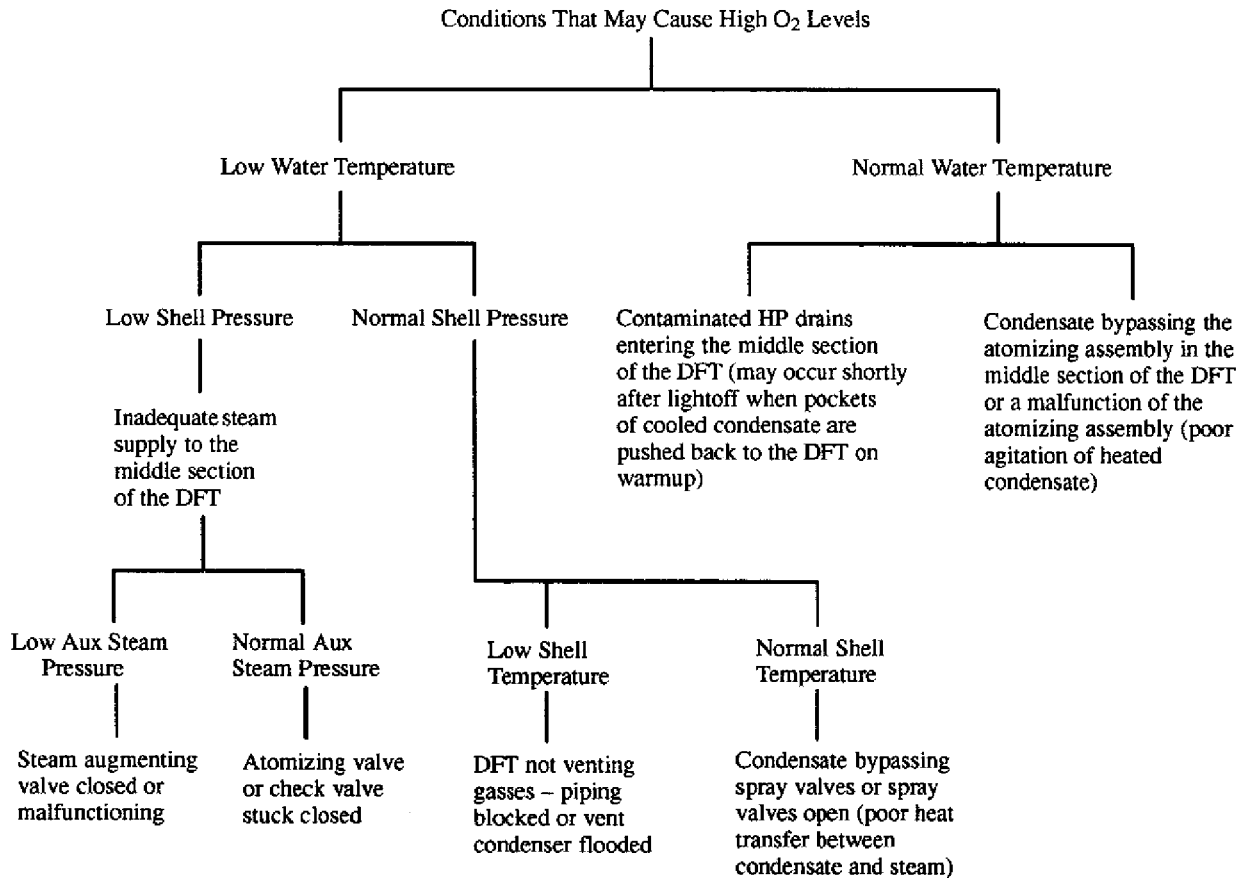 Conditions That May Cause High O₂ Levels
Low Water Temperature
Normal Water Temperature
Low Shell Pressure
Normal Shell Pressure
Contaminated HP drains
entering the middle section
of the DFT (may occur shortly
after lightoff when pockets
of cooled condensate are
pushed back to the DFT on
warmup)
Condensate bypassing the
atomizing assembly in the
middle section of the DFT
or a malfunction of the
atomizing assembly (poor
agitation of heated
condensate)
Inadequate steam
supply to the
middle section
of the DFT
Low Aux Steam
Pressure
Normal Aux
Steam Pressure
Low Shell
Temperature
Normal Shell
Temperature
Steam augmenting
valve closed or
malfunctioning
Atomizing valve
or check valve
stuck closed
DFT not venting
gasses – piping
blocked or vent
condenser flooded
Condensate bypassing
spray valves or spray
valves open (poor heat
transfer between
condensate and steam)